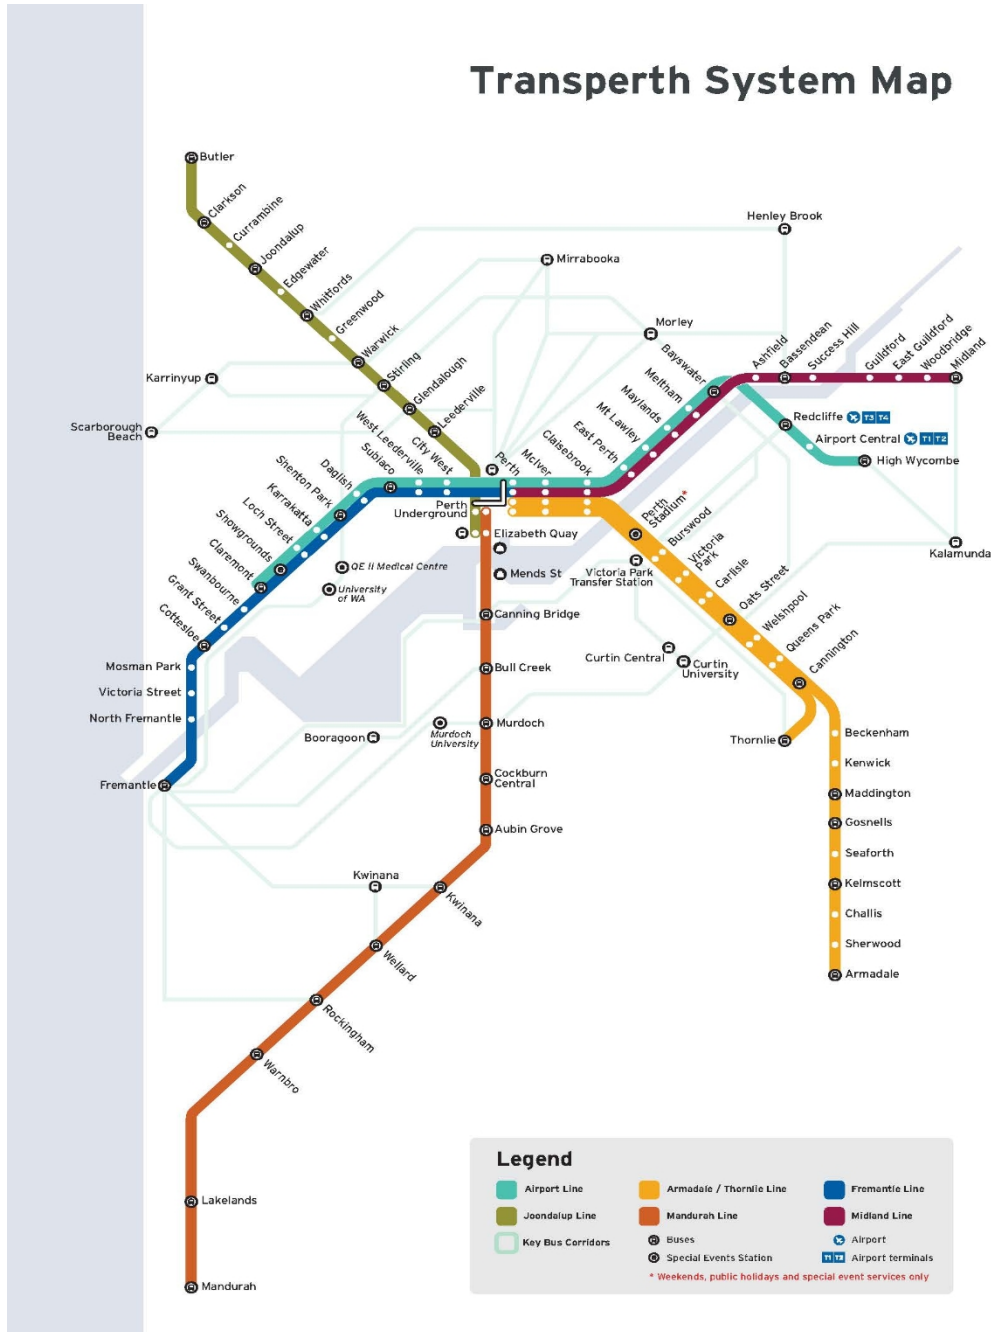 Transperth System Map
Butler
Clarkson
Currambine
Joondalup
Edgewater
Whitfords
Greenwood
Warwick
Stirling
Glendalough
Leederville
Henley Brook
Mirrabooka
Morley
Karrinyup
Scarborough
Beach
Bayswater
Meltham
Maylands
Mt Lawley
East Perth
Claisebrook
McIver
Perth
City West
West Leederville
Subiaco
Daglish
Shenton Park
Karrakatta
Loch Street
Showgrounds
Claremont
Swanbourne
Grant Street
Cottesloe
Mosman Park
Victoria Street
North Fremantle
Fremantle
Ashfield
Bassendean
Success Hill
Guildford
East Guildford
Woodbridge
Midland
Redcliffe
T3 T4
Airport Central
T1 T2
High Wycombe
Kalamunda
Perth
Underground
Elizabeth Quay
Mends St
QE II Medical Centre
University
of WA
Perth
Stadium*
Burswood
Victoria
Park
Carlisle
Oats Street
Welshpool
Queens Park
Cannington
Victoria Park
Transfer Station
Curtin Central
Curtin
University
Thornlie
Beckenham
Kenwick
Maddington
Gosnells
Seaforth
Kelmscott
Challis
Sherwood
Armadale
Canning Bridge
Bull Creek
Murdoch
Murdoch
University
Booragoon
Cockburn
Central
Aubin Grove
Kwinana
Kwinana
Wellard
Rockingham
Warnbro
Lakelands
Mandurah
Legend
Airport Line
Armadale / Thornlie Line
Fremantle Line
Joondalup Line
Mandurah Line
Midland Line
Key Bus Corridors
Buses
Airport
Special Events Station
T1 T3 Airport terminals
* Weekends, public holidays and special event services only